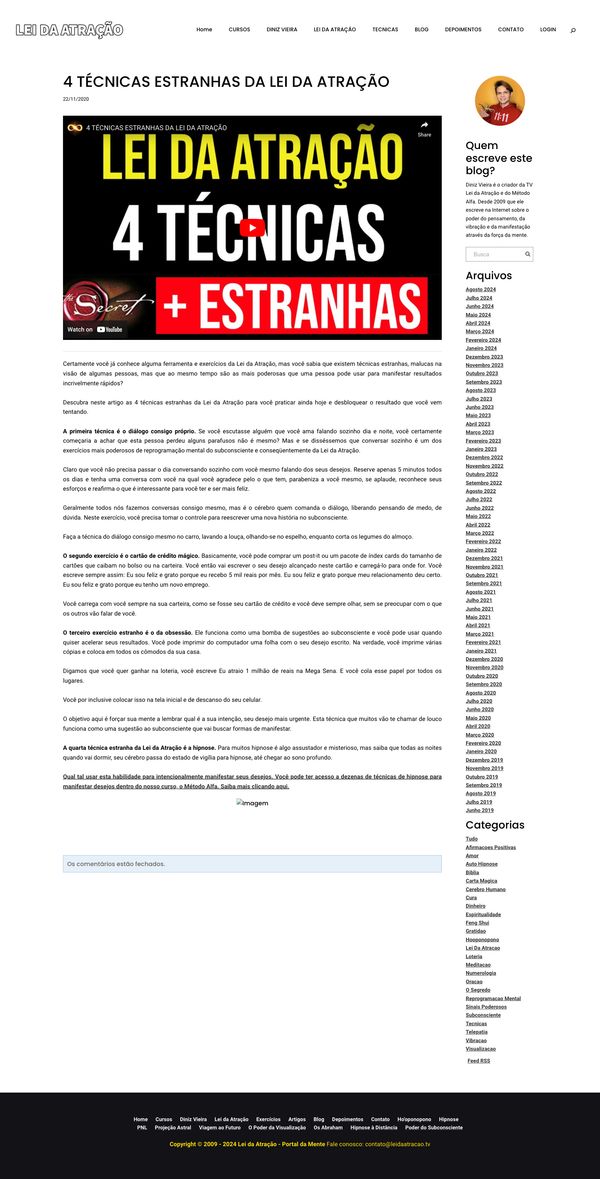 LEI DA ATRAÇÃO
Home CURSOS DINIZ VIEIRA LEI DA ATRAÇÃO TECNICAS BLOG DEPOIMENTOS CONTATO LOGIN
4 TÉCNICAS ESTRANHAS DA LEI DA ATRAÇÃO
22/11/2020
4 TÉCNICAS ESTRANHAS DA LEI DA ATRAÇÃO
Share
LEI DA ATRAÇÃO
4 TÉCNICAS
The Secret
+ ESTRANHAS
Watch on YouTube
Certamente você já conhece alguma ferramenta e exercícios da Lei da Atração, mas você sabia que existem técnicas estranhas, malucas na
visão de algumas pessoas, mas que ao mesmo tempo são as mais poderosas que uma pessoa pode usar para manifestar resultados
incrivelmente rápidos?
Descubra neste artigo as 4 técnicas estranhas da Lei da Atração para você praticar ainda hoje e desbloquear o resultado que você vem
tentando.
A primeira técnica é o diálogo consigo próprio. Se você escutasse alguém que você ama falando sozinho dia e noite, você certamente
começaria a achar que esta pessoa perdeu alguns parafusos não é mesmo? Mas e se disséssemos que conversar sozinho é um dos
exercícios mais poderosos de reprogramação mental do subconsciente e conseqüentemente da Lei da Atração.
Claro que você não precisa passar o dia conversando sozinho com você mesmo falando dos seus desejos. Reserve apenas 5 minutos todos
os dias e tenha uma conversa com você na qual você agradece pelo o que tem, parabeniza a você mesmo, se aplaude, reconhece seus
esforços e reafirma o que é interessante para você ter e ser mais feliz.
Geralmente todos nós fazemos conversas consigo mesmo, mas é o cérebro quem comanda o diálogo, liberando pensando de medo, de
dúvida. Neste exercício, você precisa tomar o controle para reescrever uma nova história no subconsciente.
Faça a técnica do diálogo consigo mesmo no carro, lavando a louça, olhando-se no espelho, enquanto corta os legumes do almoço.
O segundo exercício é o cartão de crédito mágico. Basicamente, você pode comprar um post-it ou um pacote de index cards do tamanho de
cartões que caibam no bolso ou na carteira. Você então vai escrever o seu desejo alcançado neste cartão e carregá-lo para onde for. Você
escreve sempre assim: Eu sou feliz e grato porque eu recebo 5 mil reais por mês. Eu sou feliz e grato porque meu relacionamento deu certo.
Eu sou feliz e grato porque eu tenho um novo emprego.
Você carrega com você sempre na sua carteira, como se fosse seu cartão de crédito e você deve sempre olhar, sem se preocupar com o que
os outros vão falar de você.
O terceiro exercício estranho é o da obsessão. Ele funciona como uma bomba de sugestões ao subconsciente e você pode usar quando
quiser acelerar seus resultados. Você pode imprimir do computador uma folha com o seu desejo escrito. Na verdade, você imprime várias
cópias e coloca em todos os cômodos da sua casa.
Digamos que você quer ganhar na loteria, você escreve Eu atraio 1 milhão de reais na Mega Sena. E você cola esse papel por todos os
lugares.
Você por inclusive colocar isso na tela inicial e de descanso do seu celular.
O objetivo aqui é forçar sua mente a lembrar qual é a sua intenção, seu desejo mais urgente. Esta técnica que muitos vão te chamar de louco
funciona como uma sugestão ao subconsciente que vai buscar formas de manifestar.
A quarta técnica estranha da Lei da Atração é a hipnose. Para muitos hipnose é algo assustador e misterioso, mas saiba que todas as noites
quando vai dormir, seu cérebro passa do estado de vigília para hipnose, até chegar ao sono profundo.
Qual tal usar esta habilidade para intencionalmente manifestar seus desejos. Você pode ter acesso a dezenas de técnicas de hipnose para
manifestar desejos dentro do nosso curso, o Método Alfa. Saiba mais clicando aqui.
Imagem
Os comentários estão fechados.
11:11
Quem
escreve este
blog?
Diniz Vieira é o criador da TV
Lei da Atração e do Método
Alfa. Desde 2009 que ele
escreve na Internet sobre o
poder do pensamento, da
vibração e da manifestação
através da força da mente.
Busca
Arquivos
Agosto 2024
Julho 2024
Junho 2024
Maio 2024
Abril 2024
Março 2024
Fevereiro 2024
Janeiro 2024
Dezembro 2023
Novembro 2023
Outubro 2023
Setembro 2023
Agosto 2023
Julho 2023
Junho 2023
Maio 2023
Abril 2023
Março 2023
Fevereiro 2023
Janeiro 2023
Dezembro 2022
Novembro 2022
Outubro 2022
Setembro 2022
Agosto 2022
Julho 2022
Junho 2022
Maio 2022
Abril 2022
Março 2022
Fevereiro 2022
Janeiro 2022
Dezembro 2021
Novembro 2021
Outubro 2021
Setembro 2021
Agosto 2021
Julho 2021
Junho 2021
Maio 2021
Abril 2021
Março 2021
Fevereiro 2021
Janeiro 2021
Dezembro 2020
Novembro 2020
Outubro 2020
Setembro 2020
Agosto 2020
Julho 2020
Junho 2020
Maio 2020
Abril 2020
Março 2020
Fevereiro 2020
Janeiro 2020
Dezembro 2019
Novembro 2019
Outubro 2019
Setembro 2019
Agosto 2019
Julho 2019
Junho 2019
Categorias
Tudo
Afirmacoes Positivas
Amor
Auto Hipnose
Biblia
Carta Magica
Cerebro Humano
Cura
Dinheiro
Espiritualidade
Feng Shui
Gratidao
Hooponopono
Lei Da Atracao
Loteria
Meditacao
Numerologia
Oracao
O Segredo
Reprogramacao Mental
Sinais Poderosos
Subconsciente
Tecnicas
Telepatia
Vibracao
Visualizacao
Feed RSS
Home Cursos Diniz Vieira Lei da Atração Exercícios Artigos Blog Depoimentos Contato Ho'oponopono Hipnose
PNL Projeção Astral Viagem ao Futuro O Poder da Visualização Os Abraham Hipnose à Distância Poder do Subconsciente
Copyright © 2009 - 2024 Lei da Atração - Portal da Mente Fale conosco: contato@leidaatracao.tv